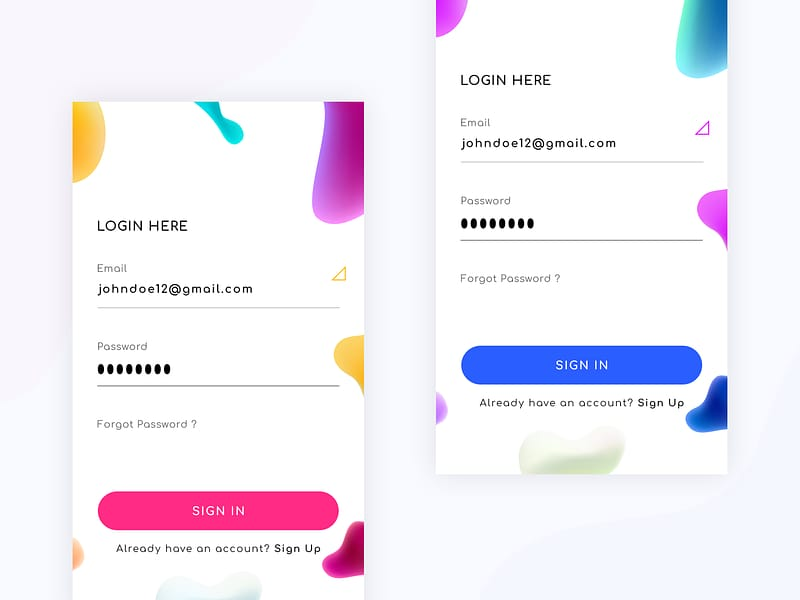 LOGIN HERE
Email
johndoe12@gmail.com
Password
Forgot Password ?
SIGN IN
Already have an account? Sign Up
LOGIN HERE
Email
johndoe12@gmail.com
Password
Forgot Password ?
SIGN IN
Already have an account? Sign Up